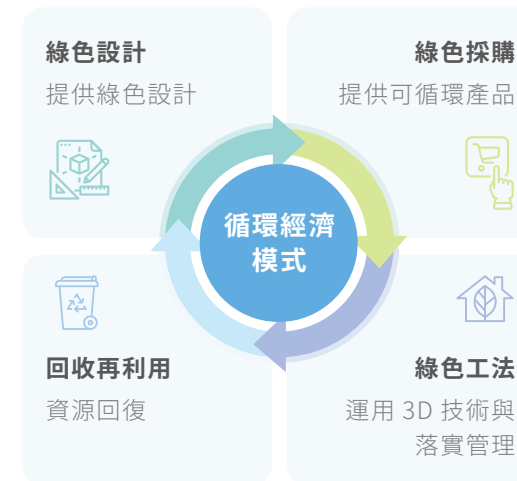 綠色設計
提供綠色設計
綠色採購
提供可循環產品
循環經濟
模式
回收再利用
資源回復
綠色工法
運用 3D 技術與
落實管理